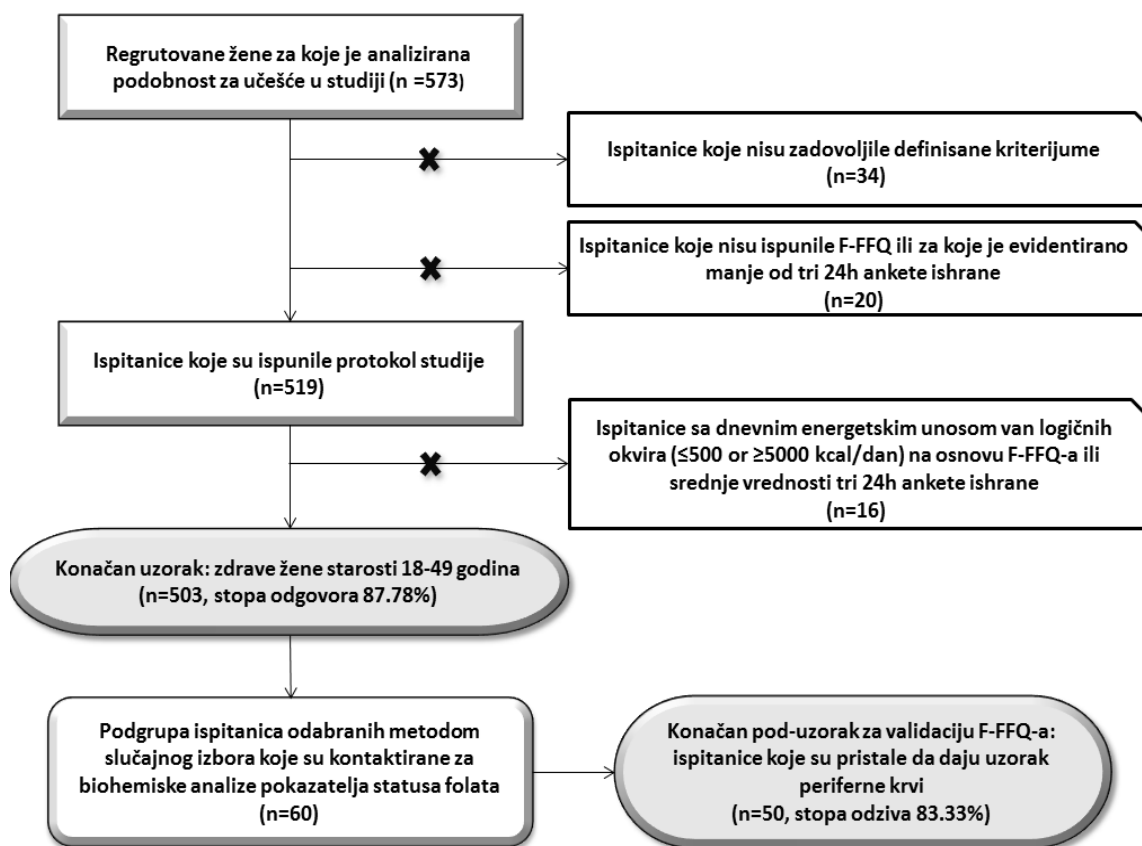 Regrutovane žene za koje je analizirana
podobnost za učešće u studiji (n =573)
Ispitanice koje nisu zadovoljile definisane kriterijume
(n=34)
Ispitanice koje nisu ispunile F-FFQ ili za koje je evidentirano
manje od tri 24h ankete ishrane
(n=20)
Ispitanice koje su ispunile protokol studije
(n=519)
Ispitanice sa dnevnim energetskim unosom van logičnih
okvira (≤500 or ≥5000 kcal/dan) na osnovu F-FFQ-a ili
srednje vrednosti tri 24h ankete ishrane
(n=16)
Konačan uzorak: zdrave žene starosti 18-49 godina
(n=503, stopa odgovora 87.78%)
Podgrupa ispitanica odabranih metodom
slučajnog izbora koje su kontaktirane za
biohemiske analize pokazatelja statusa folata
(n=60)
Konačan pod-uzorak za validaciju F-FFQ-a:
ispitanice koje su pristale da daju uzorak
periferne krvi
(n=50, stopa odziva 83.33%)